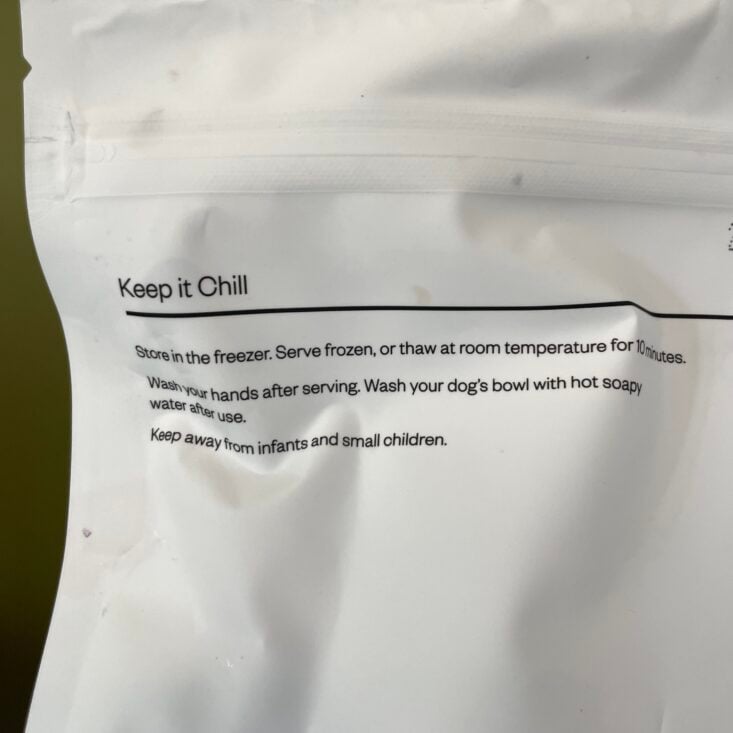 Keep it Chill
Store in the freezer. Serve frozen, or thaw at room temperature for 10 minutes.
Wash your hands after serving. Wash your dog's bowl with hot soapy
water after use.
Keep away from infants and small children.